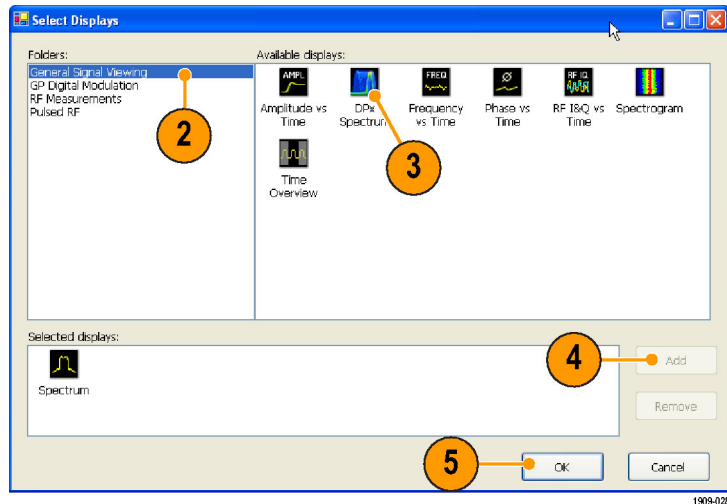 Select Displays
Folders:
General Signal Viewing
GP Digital Modulation
RF Measurements
Pulsed RF
2
Available displays:
AMPL
Amplitude vs
Time
DPx
Spectrum
3
FREQ
Frequency
vs Time
Ø
Phase vs
Time
RF IQ
RF I&Q vs
Time
Spectrogram
Time
Overview
Selected displays:
Spectrum
4
Add
Remove
5
OK
Cancel